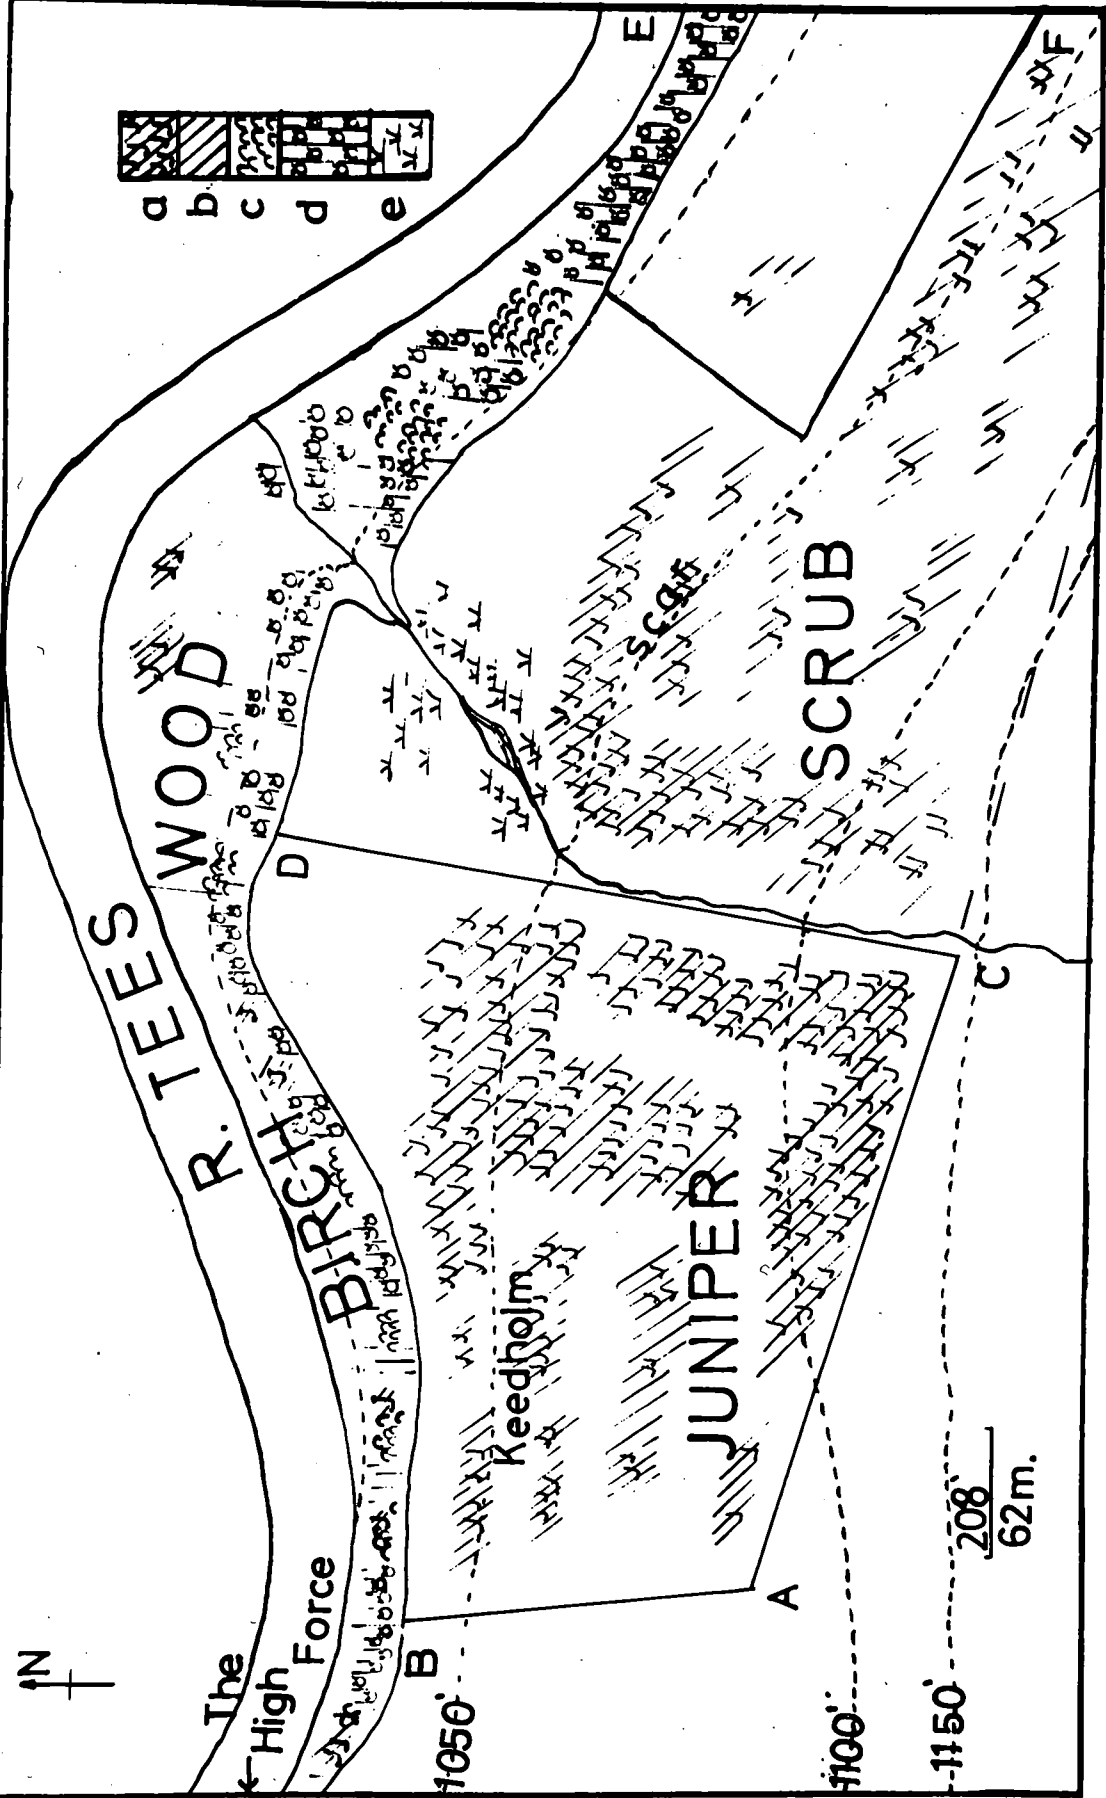 N
The
High
Force
R. TEES
BIRCH WOOD
a
b
c
d
e
E
F
D
B
A
C
1050'
1100'
1150'
Keedholm
JUNIPER
SCRUB
scar
208'
62m.